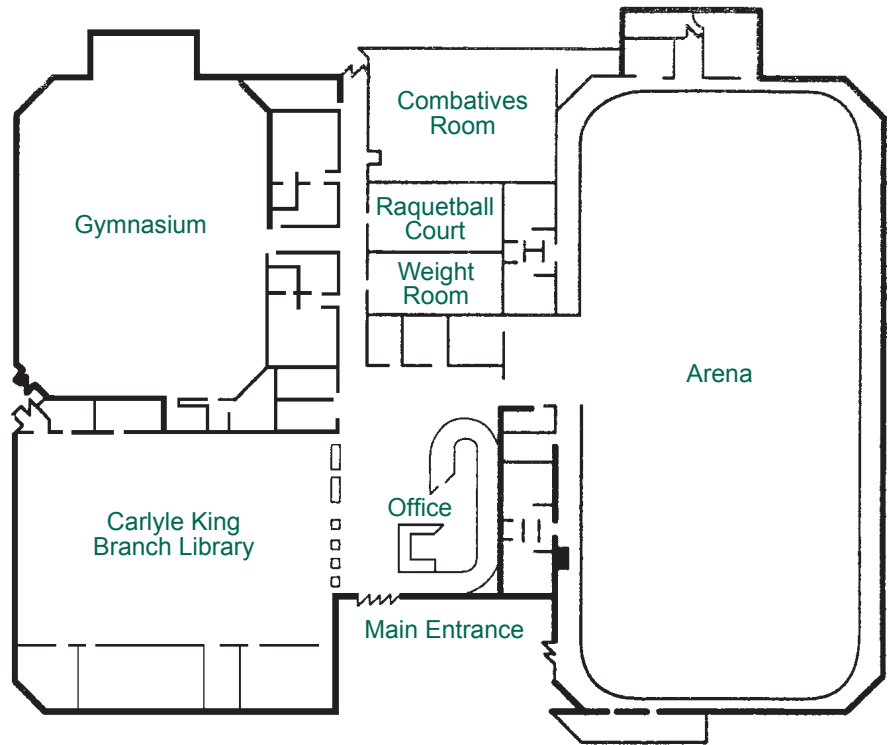 Combatives
Room
Gymnasium
Raquetball
Court
Weight
Room
Arena
Office
Carlyle King
Branch Library
Main Entrance